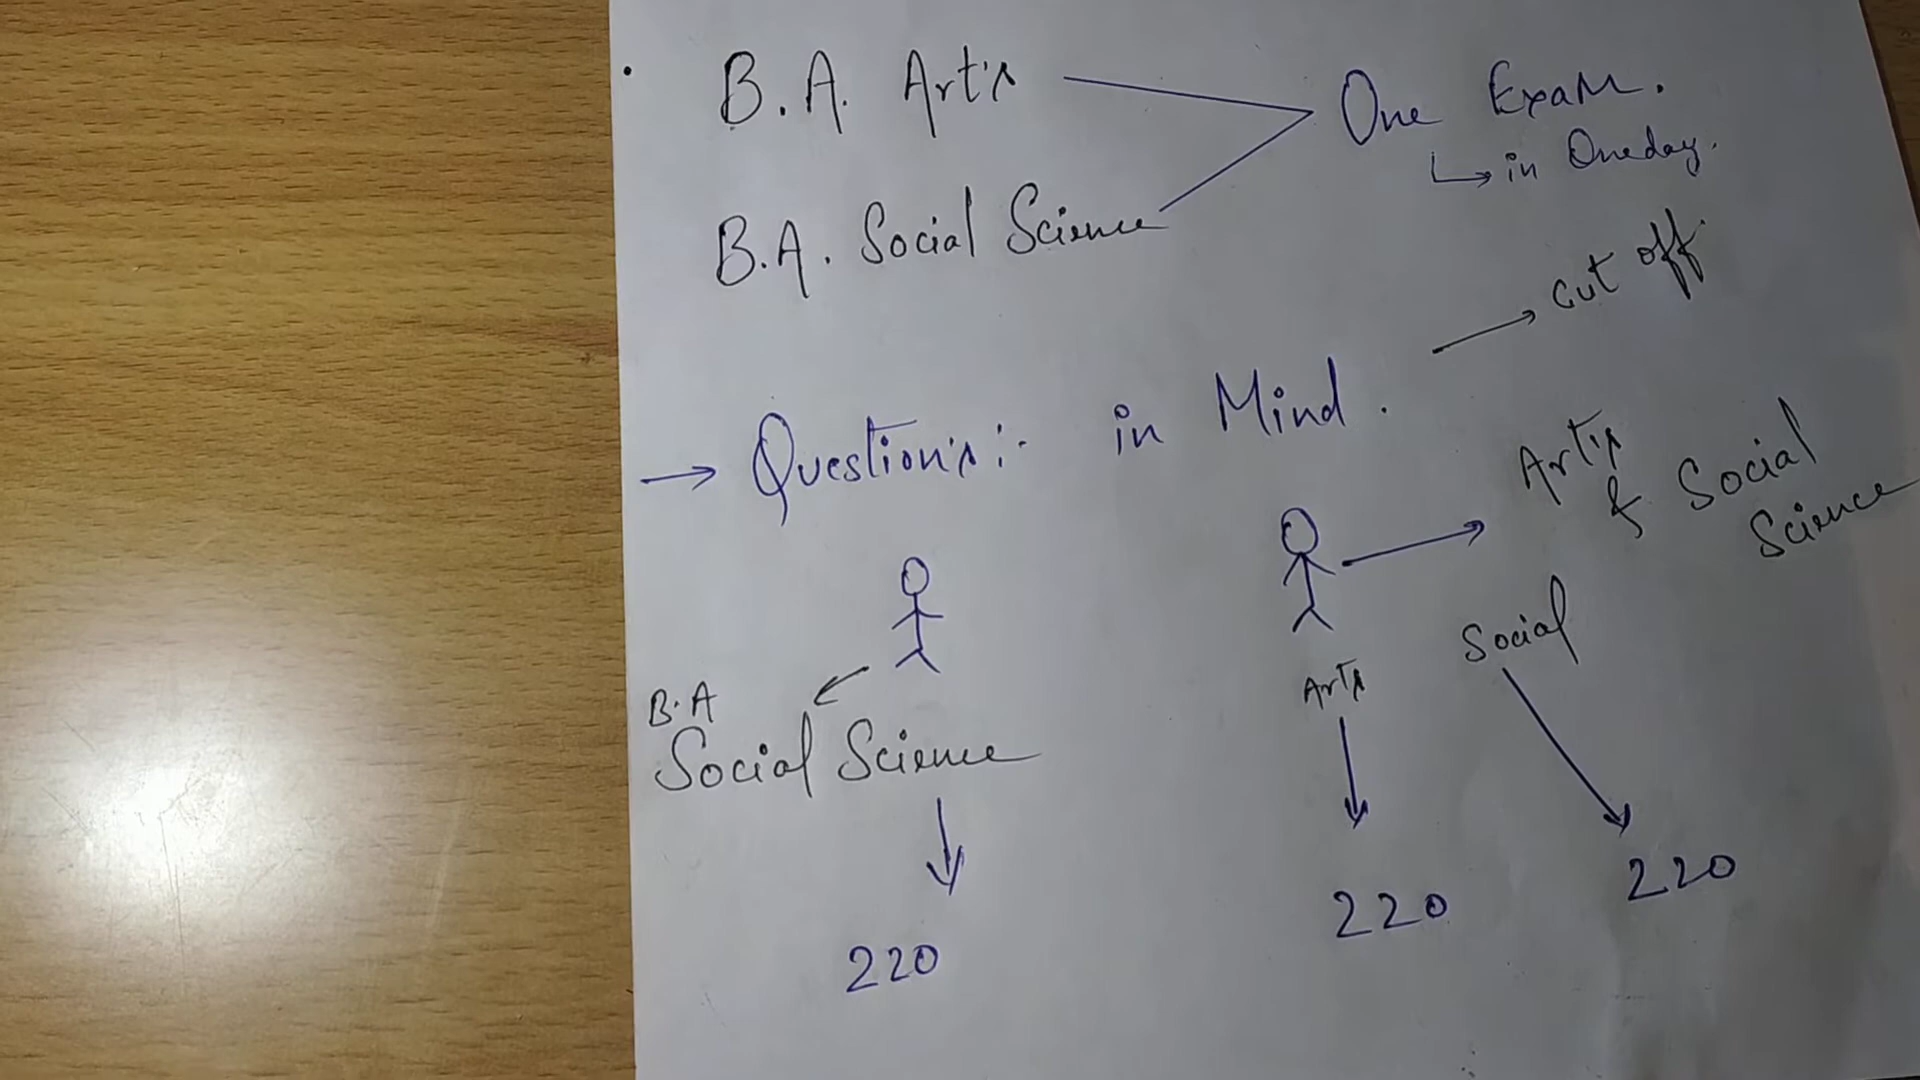 B.A. Arts
One Exam.
in Oneday.
B.A. Social Science
cut off
Questions:- in Mind.
Arts
& Social
Science
Social
Arts
B.A
Social Science
220
220
220